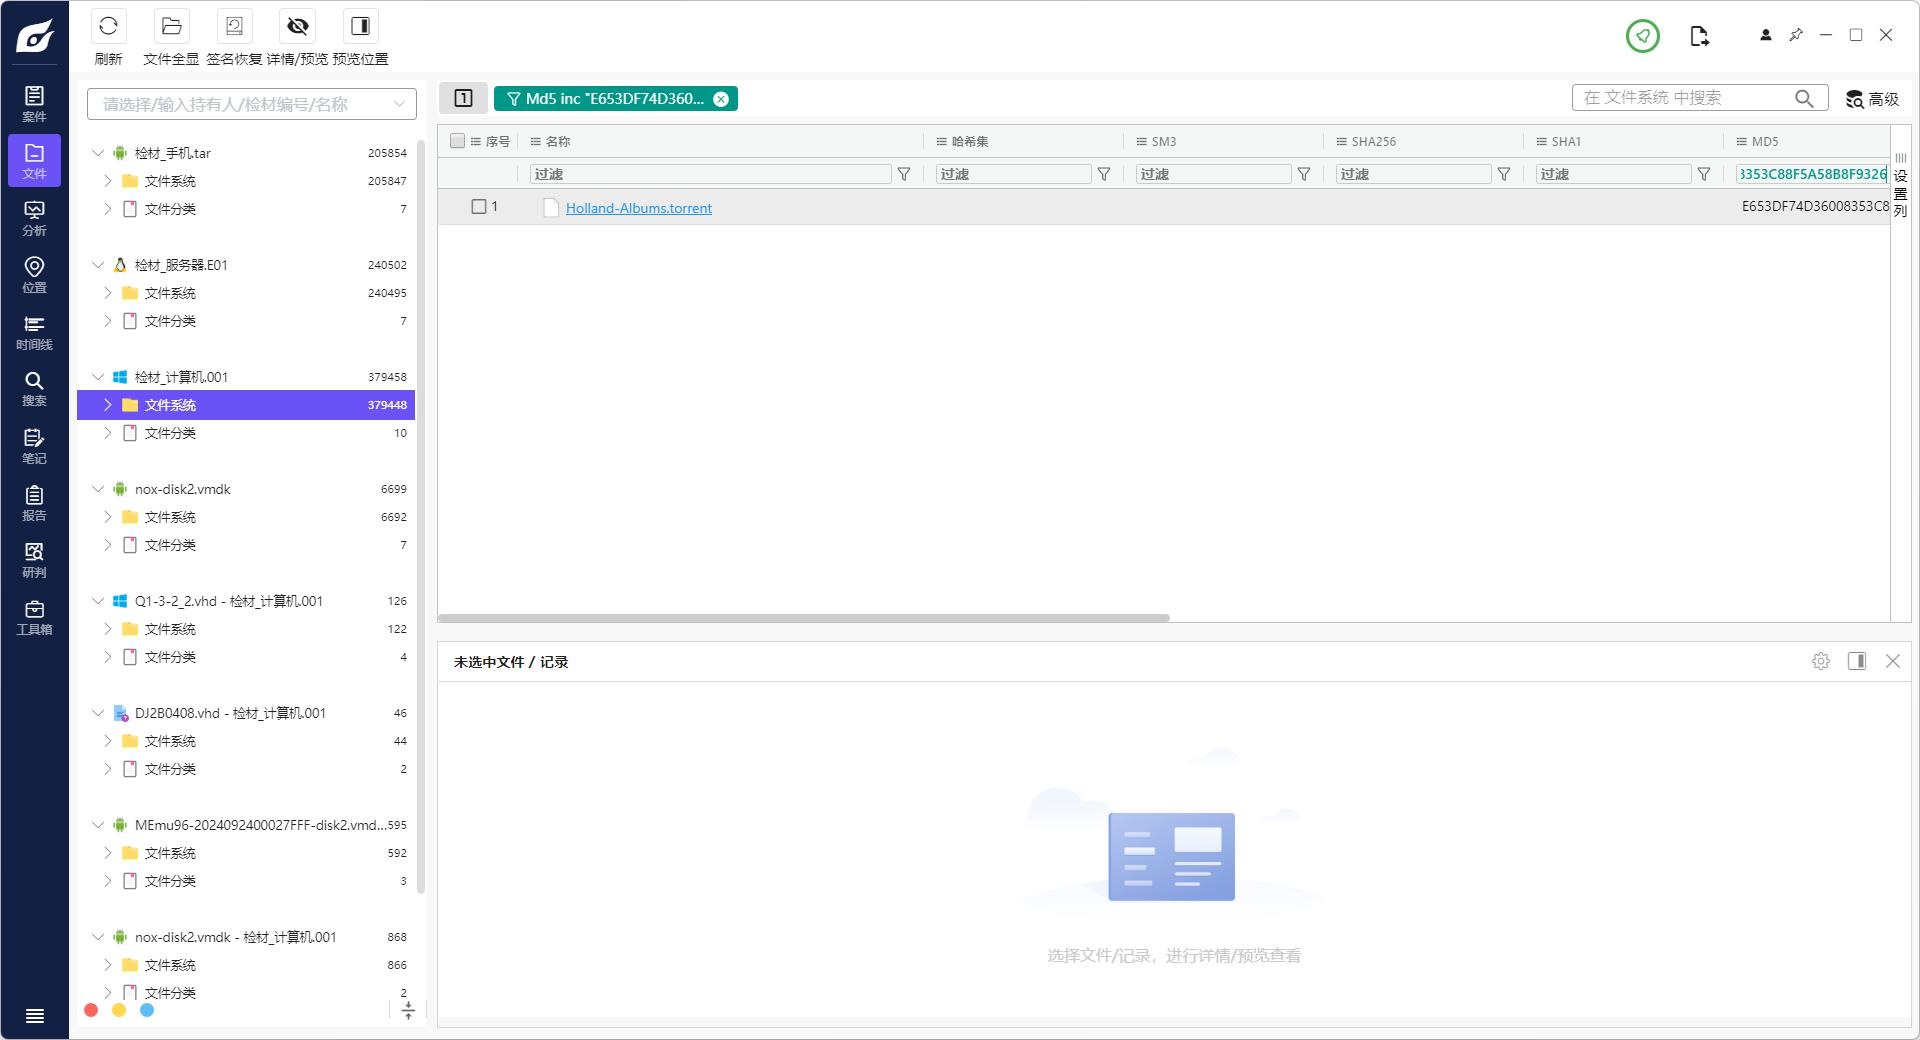 刷新
文件全显
签名恢复
详情/预览
预览位置
案件
文件
分析
位置
时间线
搜索
笔记
报告
研判
工具箱
请选择/输入持有人/检材编号/名称
检材_手机.tar 205854
文件系统 205847
文件分类 7
检材_服务器.E01 240502
文件系统 240495
文件分类 7
检材_计算机.001 379458
文件系统 379448
文件分类 10
nox-disk2.vmdk 6699
文件系统 6692
文件分类 7
Q1-3-2_2.vhd - 检材_计算机.001 126
文件系统 122
文件分类 4
DJ2B0408.vhd - 检材_计算机.001 46
文件系统 44
文件分类 2
MEmu96-2024092400027FFF-disk2.vmd... 595
文件系统 592
文件分类 3
nox-disk2.vmdk - 检材_计算机.001 868
文件系统 866
文件分类 2
1
Md5 inc "E653DF74D360...
在 文件系统 中搜索
高级
序号 名称 哈希集 SM3 SHA256 SHA1 MD5
过滤 过滤 过滤 过滤 过滤 3353C88F5A58B8F9326
1 Holland-Albums.torrent E653DF74D36008353C8
设置列
未选中文件 / 记录
选择文件/记录，进行详情/预览查看